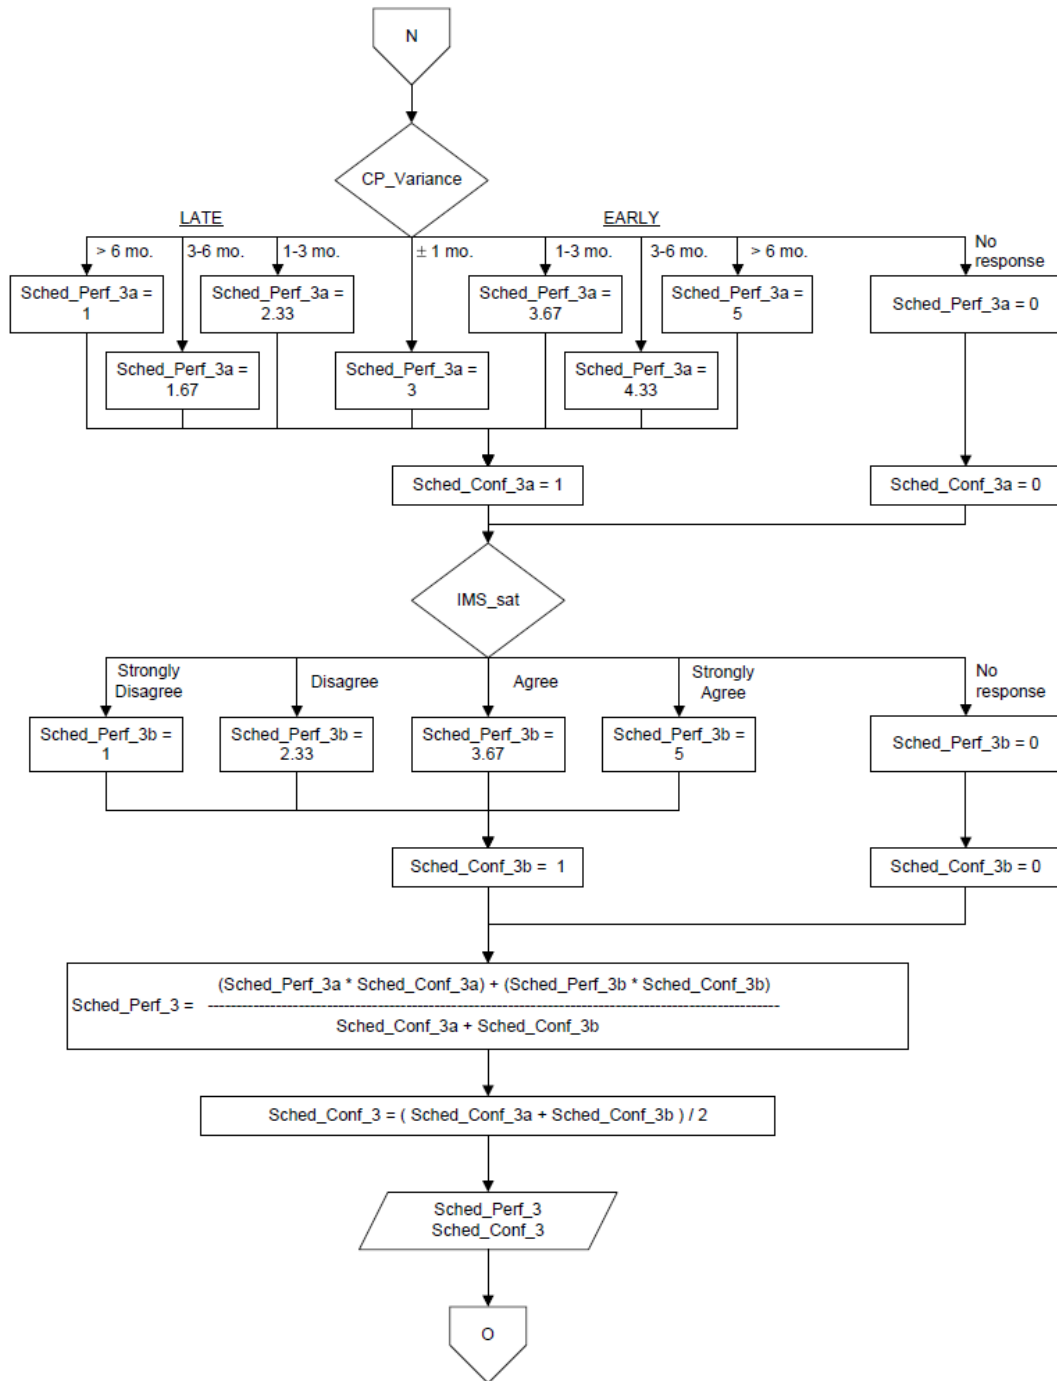 N
CP_Variance
LATE
EARLY
> 6 mo.
3-6 mo.
1-3 mo.
± 1 mo.
1-3 mo.
3-6 mo.
> 6 mo.
No
response
Sched_Perf_3a =
1
Sched_Perf_3a =
2.33
Sched_Perf_3a =
3.67
Sched_Perf_3a =
5
Sched_Perf_3a = 0
Sched_Perf_3a =
1.67
Sched_Perf_3a =
3
Sched_Perf_3a =
4.33
Sched_Conf_3a = 1
Sched_Conf_3a = 0
IMS_sat
Strongly
Disagree
Disagree
Agree
Strongly
Agree
No
response
Sched_Perf_3b =
1
Sched_Perf_3b =
2.33
Sched_Perf_3b =
3.67
Sched_Perf_3b =
5
Sched_Perf_3b = 0
Sched_Conf_3b = 1
Sched_Conf_3b = 0
(Sched_Perf_3a * Sched_Conf_3a) + (Sched_Perf_3b * Sched_Conf_3b)
Sched_Perf_3 =
Sched_Conf_3a + Sched_Conf_3b
Sched_Conf_3 = ( Sched_Conf_3a + Sched_Conf_3b ) / 2
Sched_Perf_3
Sched_Conf_3
O